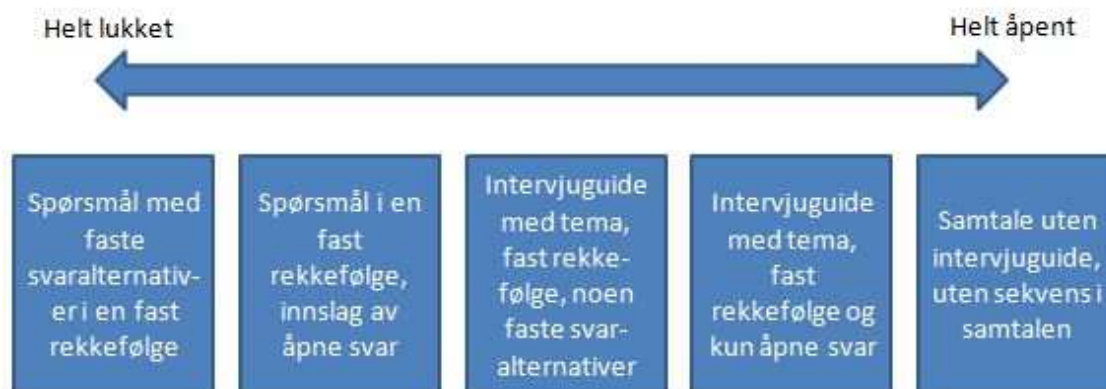 Helt lukket
Helt åpent
Spørsmål med
faste
svaralternativ-
er i en fast
rekkefølge
Spørsmål i en
fast
rekkefølge,
innslag av
åpne svar
Intervjuguide
med tema,
fast rekke-
følge, noen
faste svar-
alternativer
Intervjuguide
med tema,
fast
rekkefølge og
kun åpne svar
Samtale uten
intervjuguide,
uten sekvens i
samtalen